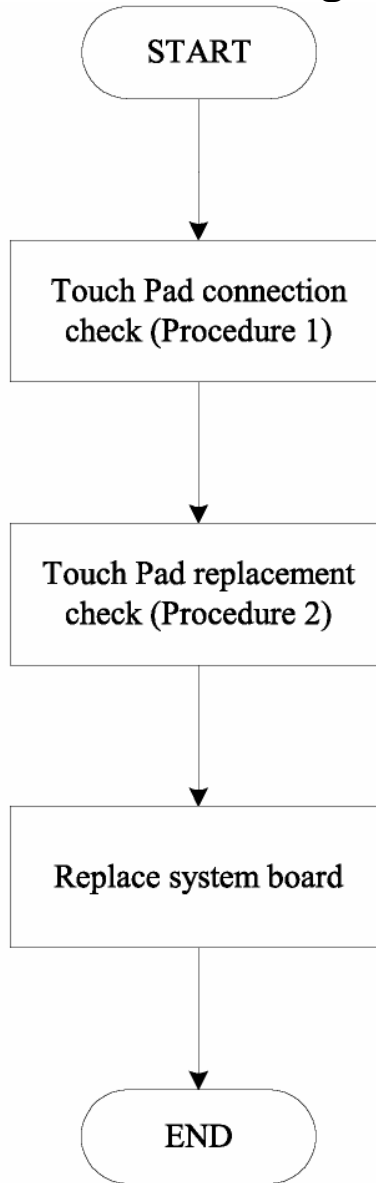 START
Touch Pad connection
check (Procedure 1)
Touch Pad replacement
check (Procedure 2)
Replace system board
END